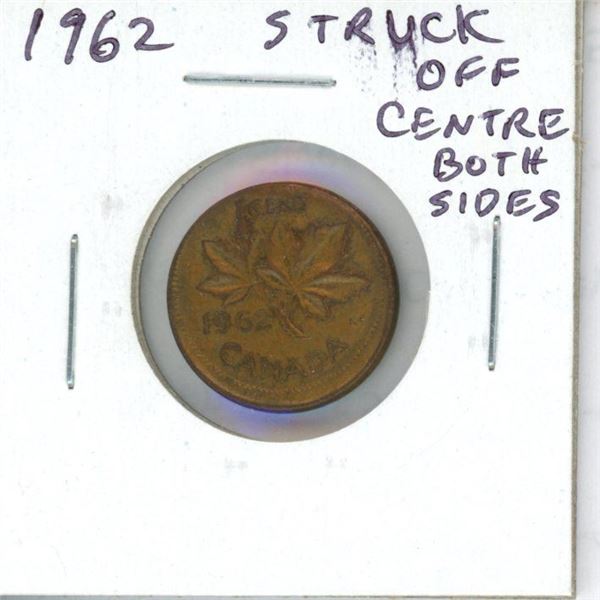 1962 STRUCK
OFF
CENTRE
BOTH
SIDES
1 CENT
1962
CANADA